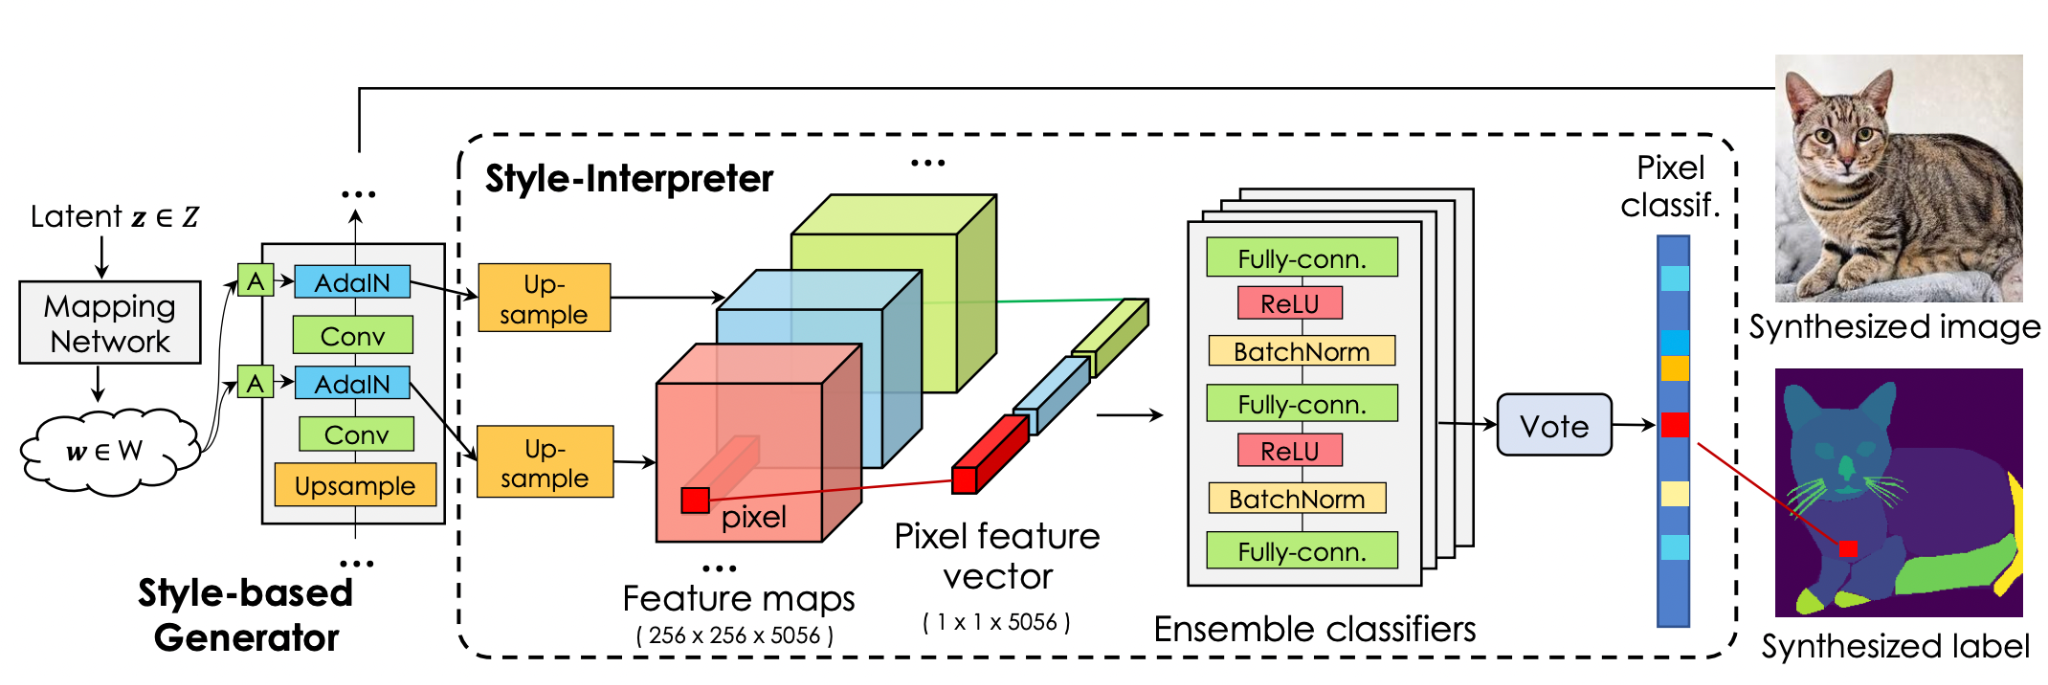 Latent z ∈ Z
Mapping
Network
w ∈ W
A
A
...
AdaIN
Conv
AdaIN
Conv
Upsample
...
Style-based
Generator
Style-Interpreter
Up-
sample
Up-
sample
...
pixel
...
Feature maps
( 256 x 256 x 5056 )
Pixel feature
vector
( 1 x 1 x 5056 )
Fully-conn.
ReLU
BatchNorm
Fully-conn.
ReLU
BatchNorm
Fully-conn.
Ensemble classifiers
Vote
Pixel
classif.
Synthesized image
Synthesized label